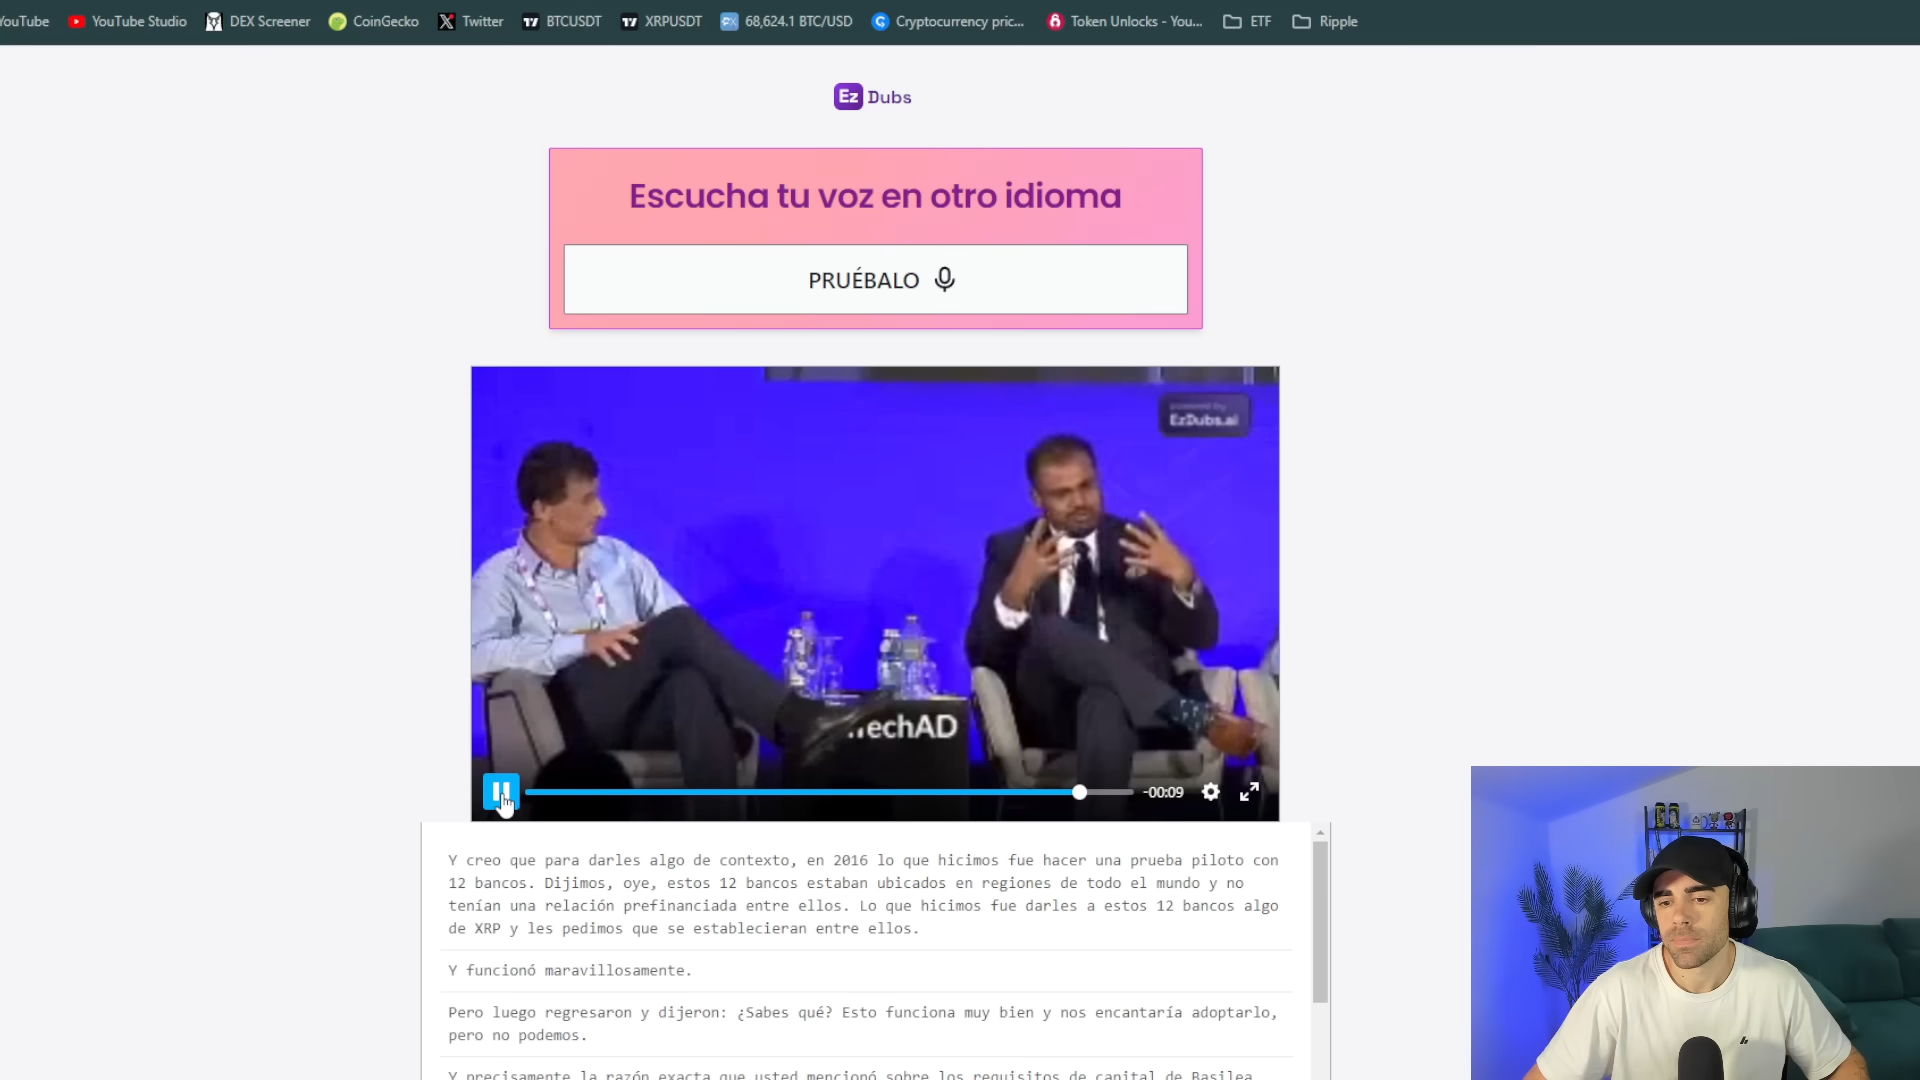 YouTube
YouTube Studio
DEX Screener
CoinGecko
Twitter
BTCUSDT
XRPUSDT
68,624.1 BTC/USD
Cryptocurrency pric...
Token Unlocks - You...
ETF
Ripple
Ez Dubs
Escucha tu voz en otro idioma
PRUÉBALO
powered by
EzDubs.ai
TechAD
-00:09
Y creo que para darles algo de contexto, en 2016 lo que hicimos fue hacer una prueba piloto con
12 bancos. Dijimos, oye, estos 12 bancos estaban ubicados en regiones de todo el mundo y no
tenían una relación prefinanciada entre ellos. Lo que hicimos fue darles a estos 12 bancos algo
de XRP y les pedimos que se establecieran entre ellos.
Y funcionó maravillosamente.
Pero luego regresaron y dijeron: ¿Sabes qué? Esto funciona muy bien y nos encantaría adoptarlo,
pero no podemos.
Y precisamente la razón exacta que usted mencionó sobre los requisitos de capital de Basilea